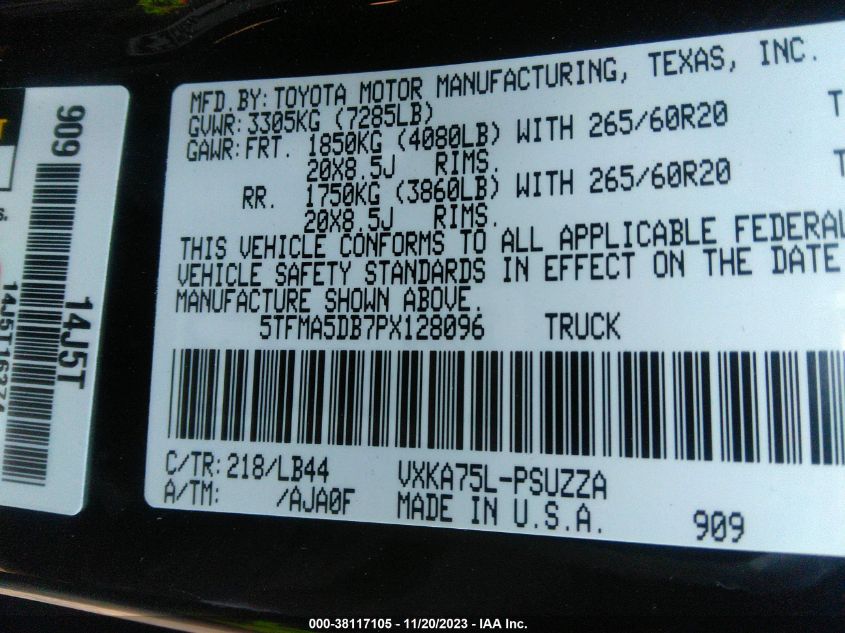 MFD.BY: TOYOTA MOTOR MANUFACTURING, TEXAS, INC.
GVWR: 3305KG (7285LB)
GAWR: FRT. 1850KG (4080LB) WITH 265/60R20 T
20X8.5J RIMS.
RR. 1750KG (3860LB) WITH 265/60R20 T
20X8.5J RIMS.
THIS VEHICLE CONFORMS TO ALL APPLICABLE FEDERAL
VEHICLE SAFETY STANDARDS IN EFFECT ON THE DATE
MANUFACTURE SHOWN ABOVE.
5TFMA5DB7PX128096 TRUCK
C/TR: 218/LB44 VXKA75L-PSUZZA
A/TM: /AJA0F MADE IN U.S.A. 909
909
14J5T
000-38117105 - 11/20/2023 - IAA Inc.